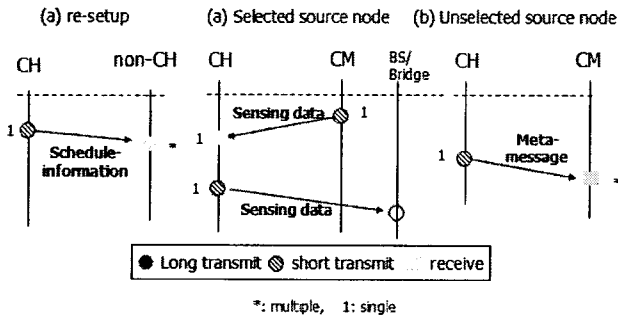 (a) re-setup
(a) Selected source node
(b) Unselected source node
CH
non-CH
CH
CM
BS/
Bridge
CH
CM
1
*
Schedule-
information
Sensing data
1
1
1
Sensing data
1
Meta-
message
*
Long transmit
short transmit
receive
*: multiple, 1: single